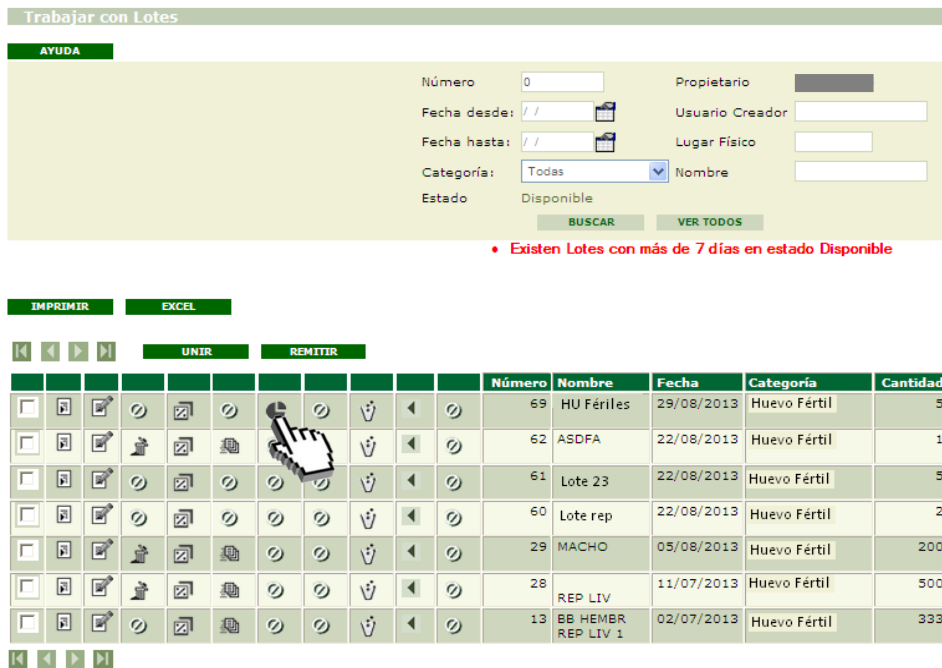 Trabajar con Lotes
AYUDA
Número 0 Propietario
Fecha desde: / / Usuario Creador
Fecha hasta: / / Lugar Físico
Categoría: Todas Nombre
Estado Disponible
BUSCAR VER TODOS
• Existen Lotes con más de 7 días en estado Disponible
IMPRIMIR EXCEL
UNIR REMITIR
Número Nombre Fecha Categoría Cantidad
69 HU Fériles 29/08/2013 Huevo Fértil 5
62 ASDFA 22/08/2013 Huevo Fértil 1
61 Lote 23 22/08/2013 Huevo Fértil 5
60 Lote rep 22/08/2013 Huevo Fértil 2
29 MACHO 05/08/2013 Huevo Fértil 200
28 REP LIV 11/07/2013 Huevo Fértil 500
13 BB HEMBR 02/07/2013 Huevo Fértil 333
REP LIV 1